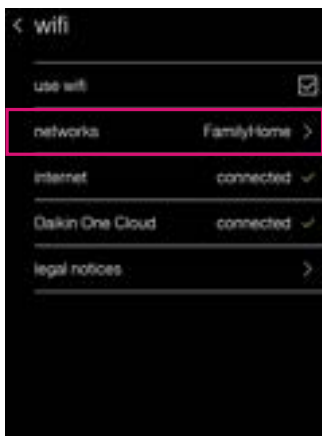 wifi
use wifi
networks FamilyHome
internet connected
Daikin One Cloud connected
legal notices